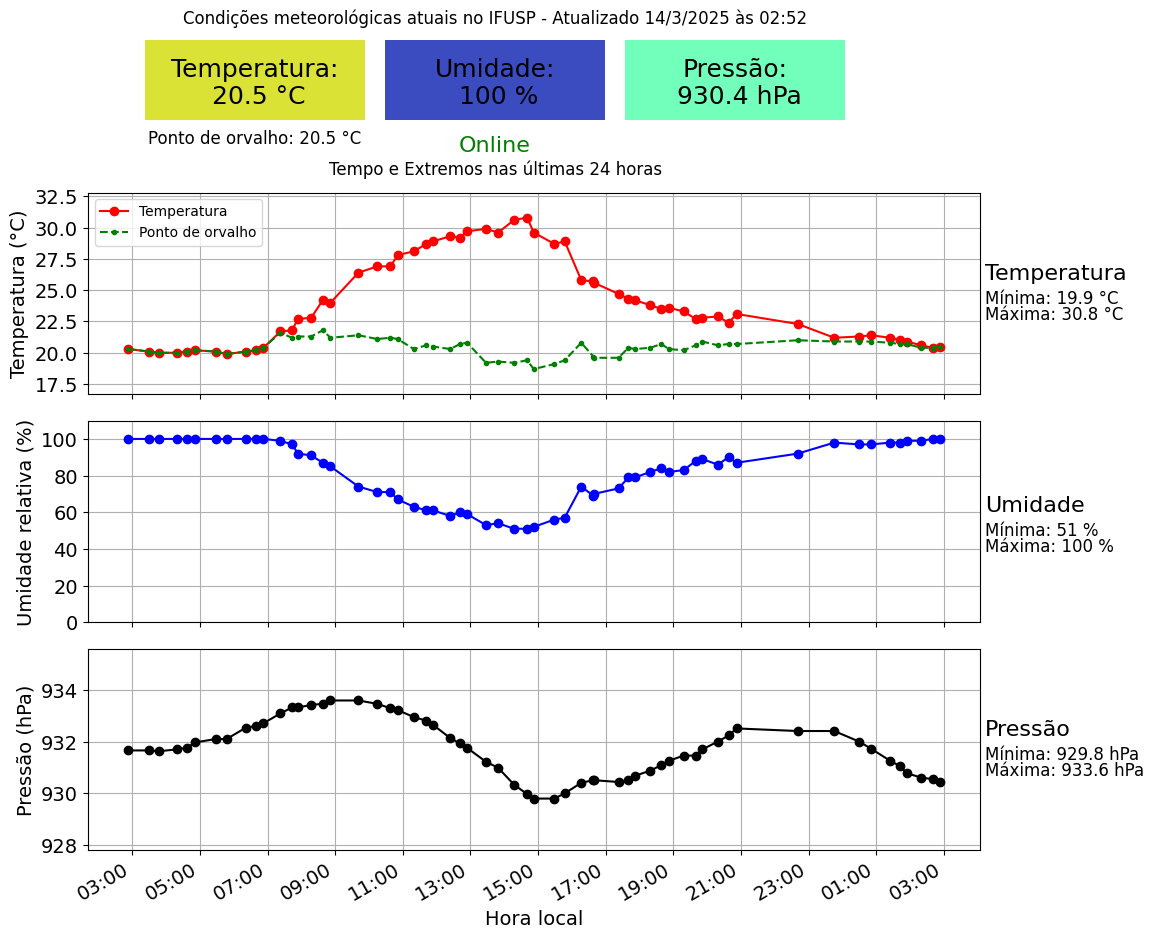 Condições meteorológicas atuais no IFUSP - Atualizado 14/3/2025 às 02:52
Temperatura:
20.5 °C
Umidade:
100 %
Pressão:
930.4 hPa
Ponto de orvalho: 20.5 °C
Online
Tempo e Extremos nas últimas 24 horas
Temperatura (°C)
32.5
30.0
27.5
25.0
22.5
20.0
17.5
Temperatura
Ponto de orvalho
Temperatura
Mínima: 19.9 °C
Máxima: 30.8 °C
Umidade relativa (%)
100
80
60
40
20
0
Umidade
Mínima: 51 %
Máxima: 100 %
Pressão (hPa)
934
932
930
928
Pressão
Mínima: 929.8 hPa
Máxima: 933.6 hPa
03:00
05:00
07:00
09:00
11:00
13:00
15:00
17:00
19:00
21:00
23:00
01:00
03:00
Hora local